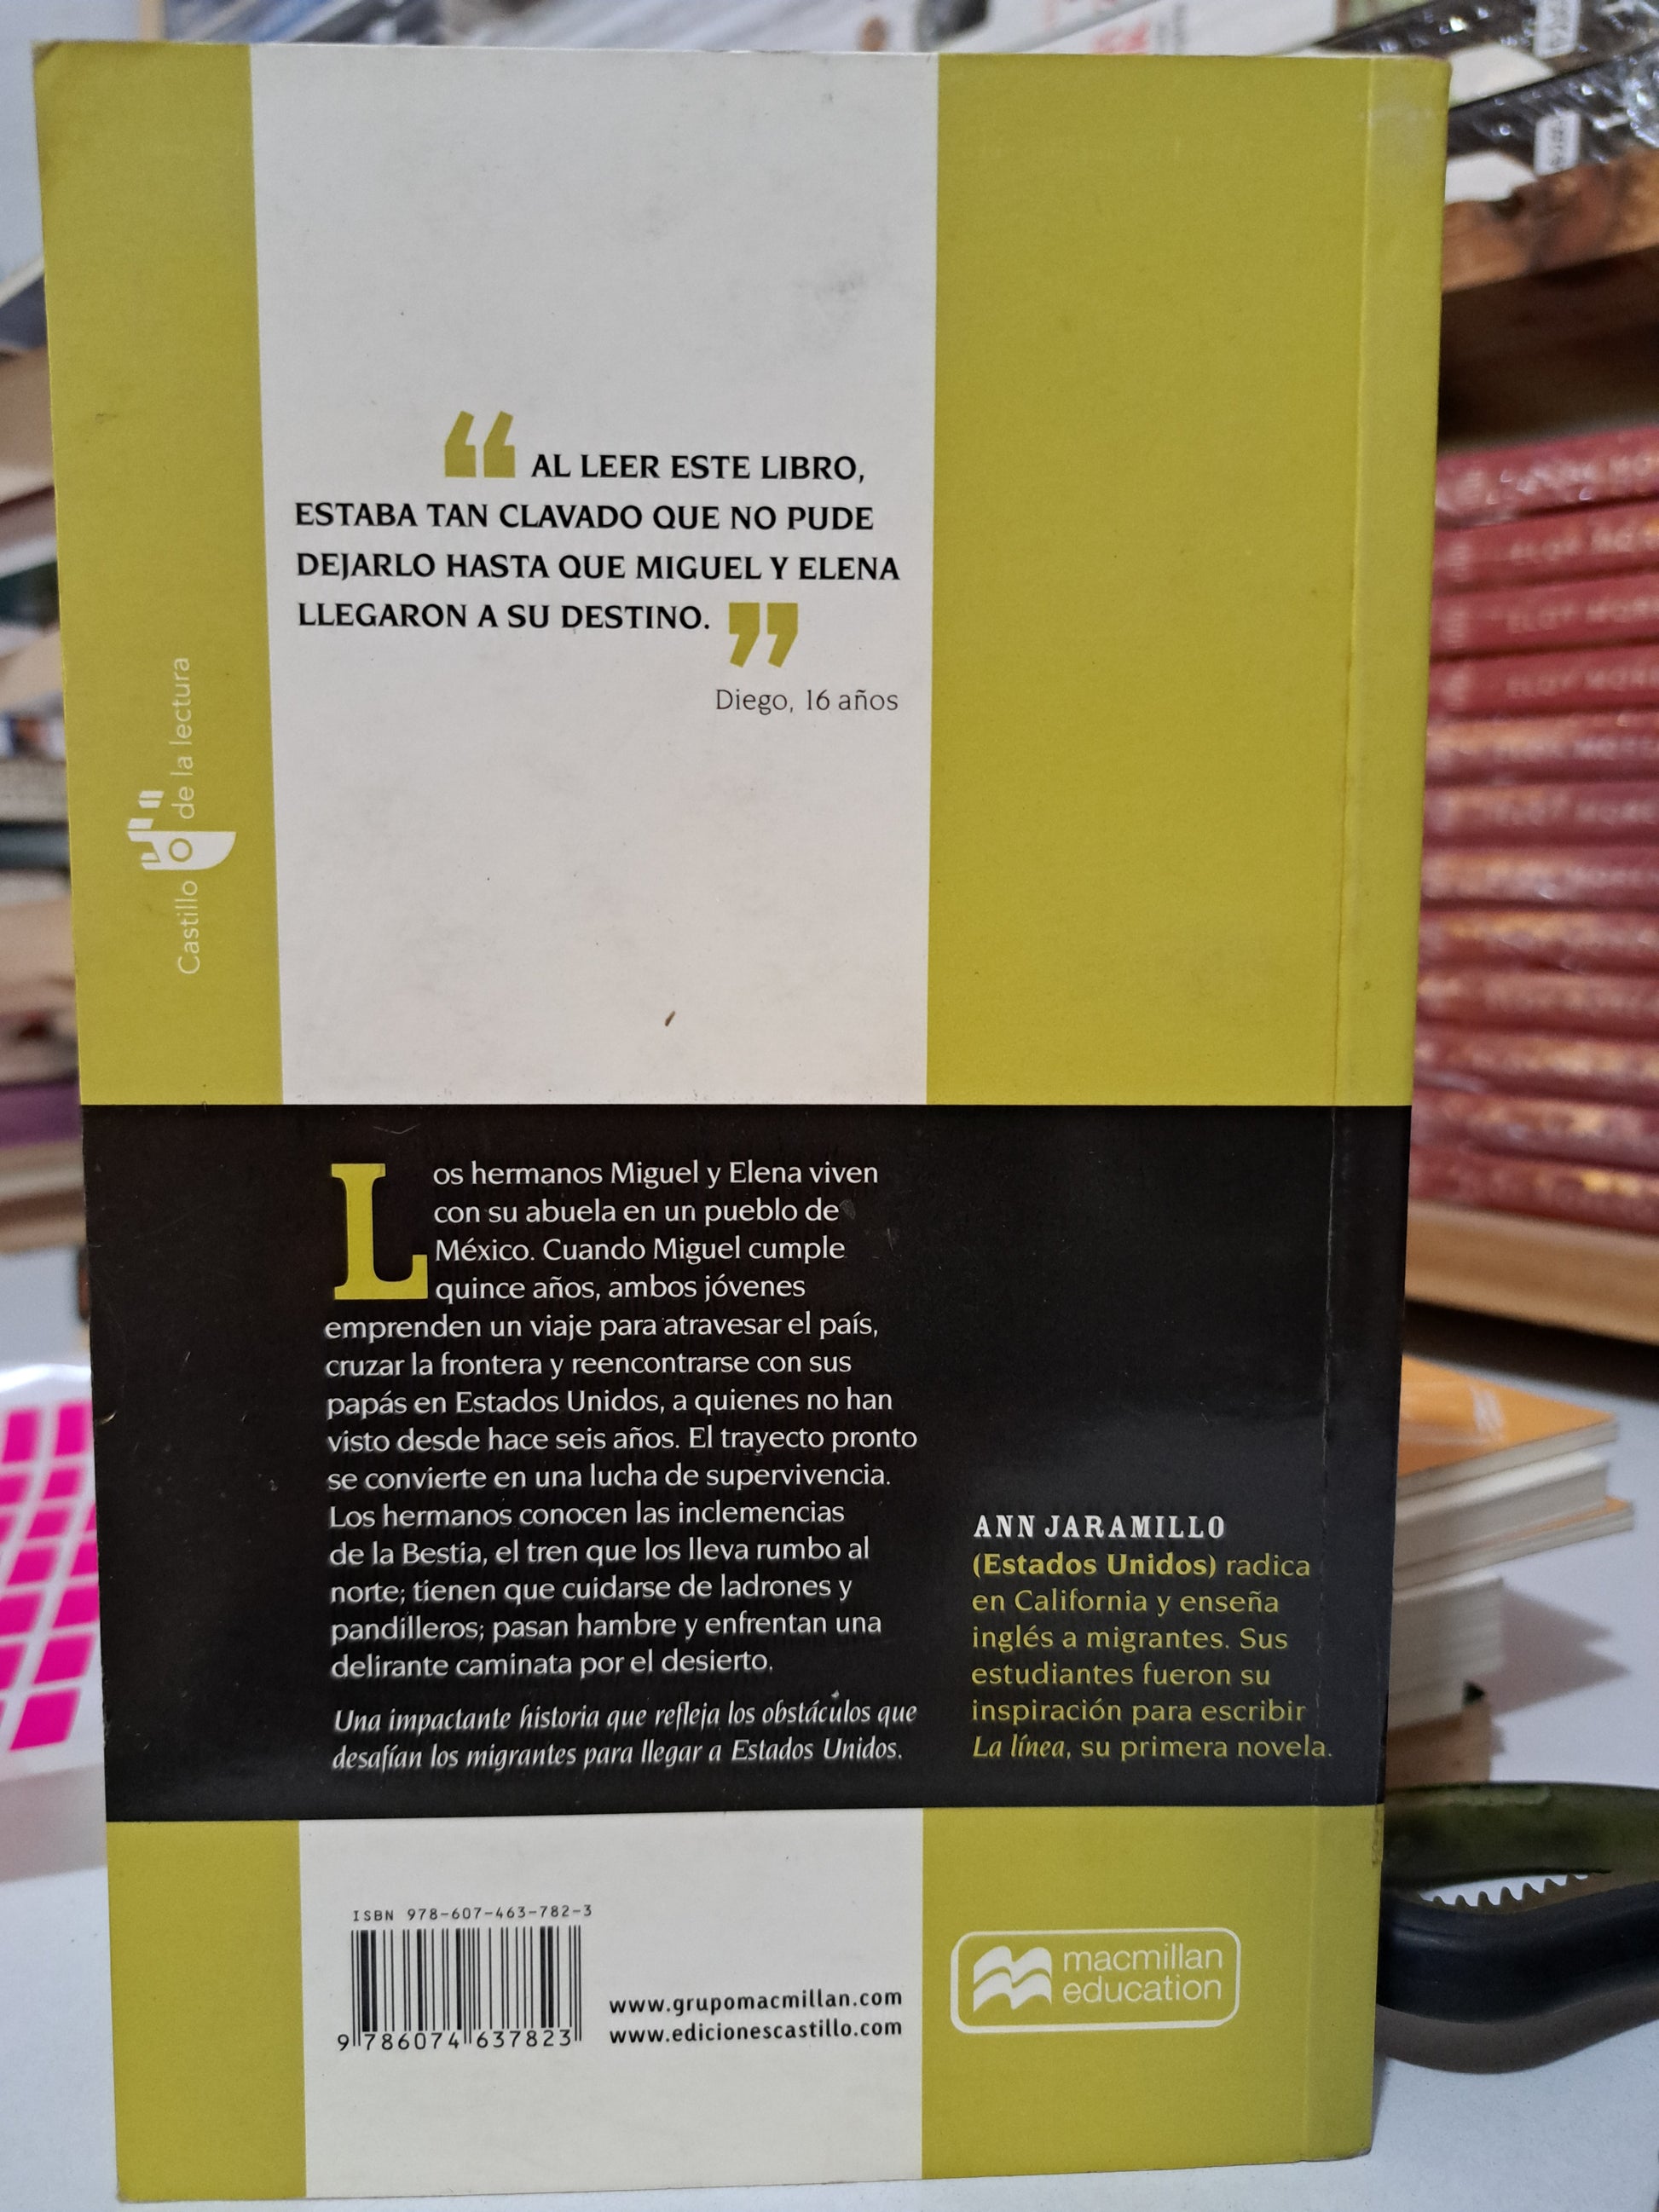 “ AL LEER ESTE LIBRO,
ESTABA TAN CLAVADO QUE NO PUDE
DEJARLO HASTA QUE MIGUEL Y ELENA
LLEGARON A SU DESTINO. ”
Diego, 16 años
Castillo de la lectura
Los hermanos Miguel y Elena viven
con su abuela en un pueblo de
México. Cuando Miguel cumple
quince años, ambos jóvenes
emprenden un viaje para atravesar el país,
cruzar la frontera y reencontrarse con sus
papás en Estados Unidos, a quienes no han
visto desde hace seis años. El trayecto pronto
se convierte en una lucha de supervivencia.
Los hermanos conocen las inclemencias
de la Bestia, el tren que los lleva rumbo al
norte; tienen que cuidarse de ladrones y
pandilleros; pasan hambre y enfrentan una
delirante caminata por el desierto.
Una impactante historia que refleja los obstáculos que
desafían los migrantes para llegar a Estados Unidos.
ANN JARAMILLO
(Estados Unidos) radica
en California y enseña
inglés a migrantes. Sus
estudiantes fueron su
inspiración para escribir
La línea, su primera novela.
ISBN 978-607-463-782-3
9 786074 637823
www.grupomacmillan.com
www.edicionescastillo.com
macmillan
education